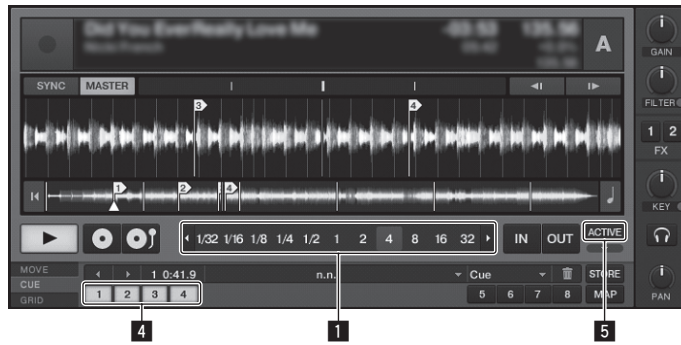 A
GAIN
SYNC MASTER
FILTER
3 4
1 2
FX
1 2 4
KEY
1/32 1/16 1/8 1/4 1/2 1 2 4 8 16 32 IN OUT ACTIVE
MOVE 1 0:41.9 n.n. Cue STORE
CUE 1 2 3 4 5 6 7 8 MAP
GRID
PAN
4 1 5